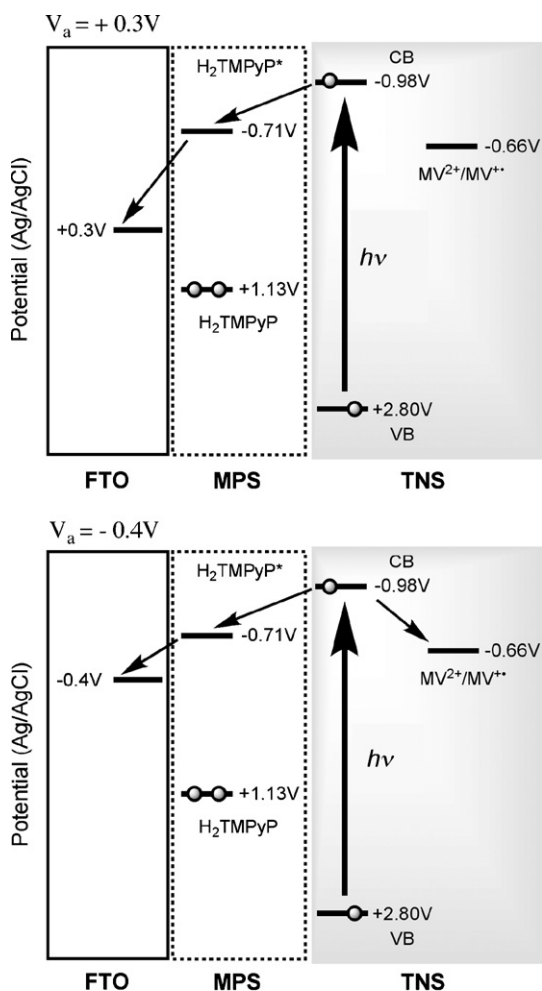 Vₐ = + 0.3V
H₂TMPyP*
CB
-0.98V
-0.71V
-0.66V
MV²⁺/MV⁺•
+0.3V
hν
+1.13V
H₂TMPyP
+2.80V
VB
Potential (Ag/AgCl)
FTO
MPS
TNS
Vₐ = - 0.4V
H₂TMPyP*
CB
-0.98V
-0.71V
-0.66V
MV²⁺/MV⁺•
-0.4V
hν
+1.13V
H₂TMPyP
+2.80V
VB
Potential (Ag/AgCl)
FTO
MPS
TNS